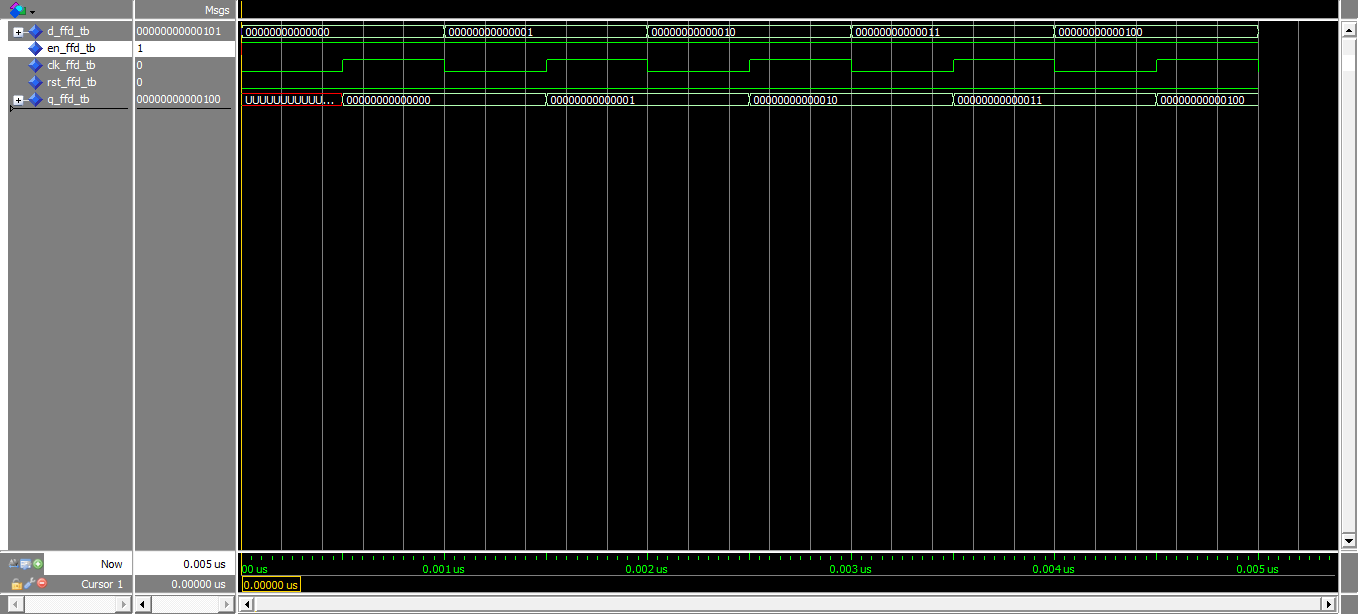 Msgs
d_ffd_tb 00000000000101 00000000000000 00000000000001 00000000000010 00000000000011 00000000000100
en_ffd_tb 1
clk_ffd_tb 0
rst_ffd_tb 0
q_ffd_tb 00000000000100 UUUUUUUUUUU... 00000000000000 00000000000001 00000000000010 00000000000011 00000000000100
Now 0.005 us 00 us 0.001 us 0.002 us 0.003 us 0.004 us 0.005 us
Cursor 1 0.00000 us 0.00000 us